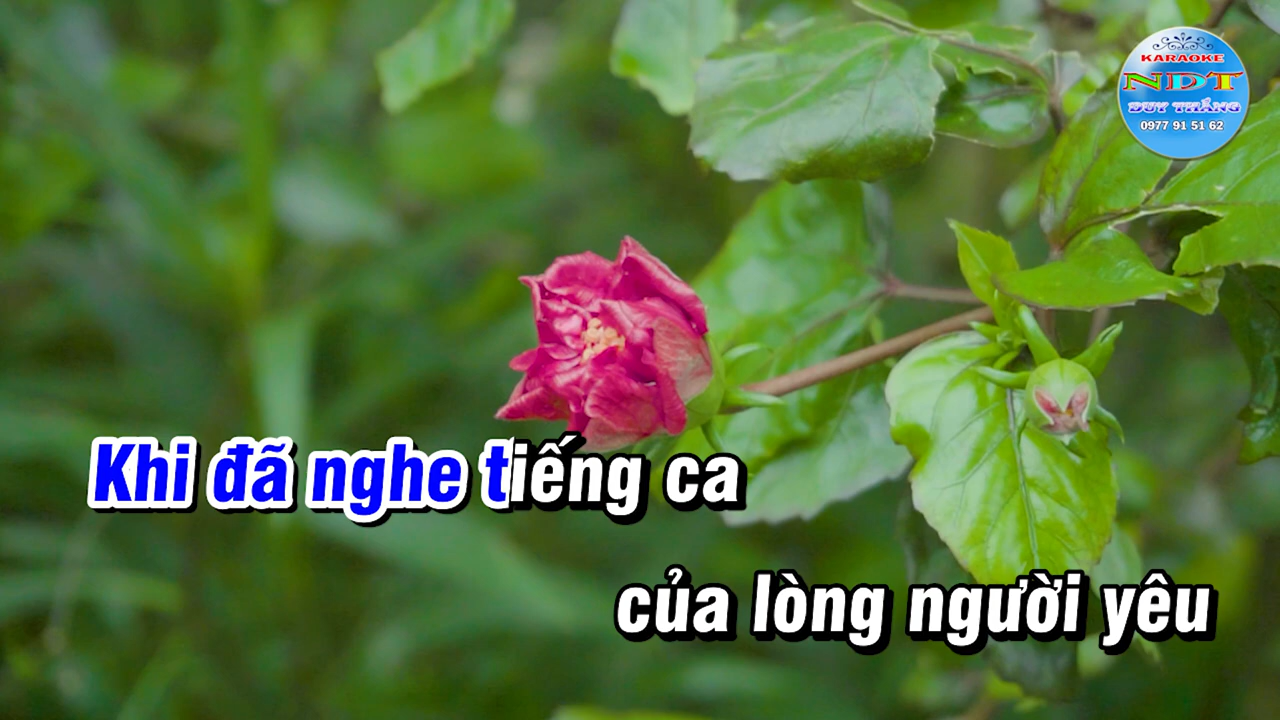 KARAOKE
NDT
DUY THẮNG
0977 91 51 62
Khi đã nghe tiếng ca
của lòng người yêu